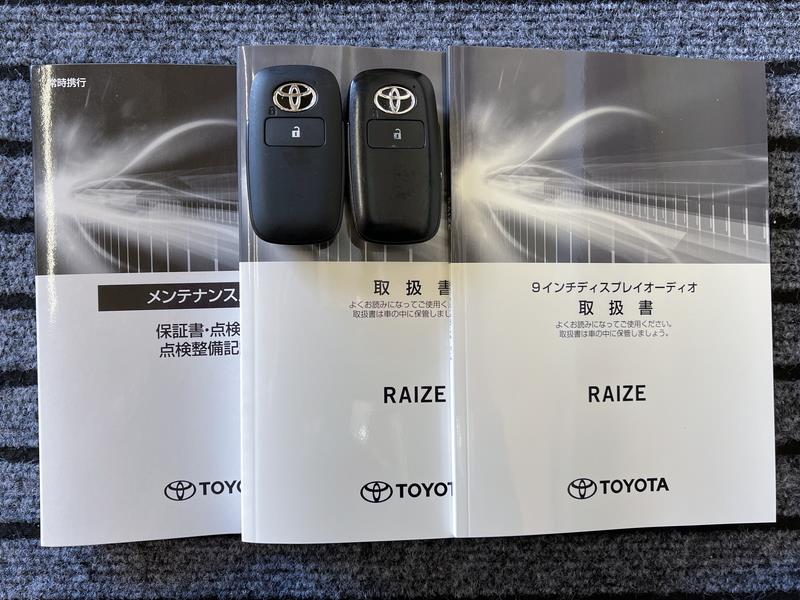 常時携行
メンテナンス
保証書・点検
点検整備記
TOYO
取扱書
よくお読みになってご使用く
取扱書は車の中に保管しまし
RAIZE
TOYOT
9インチディスプレイオーディオ
取扱書
よくお読みになってご使用ください。
取扱書は車の中に保管しましょう。
RAIZE
TOYOTA